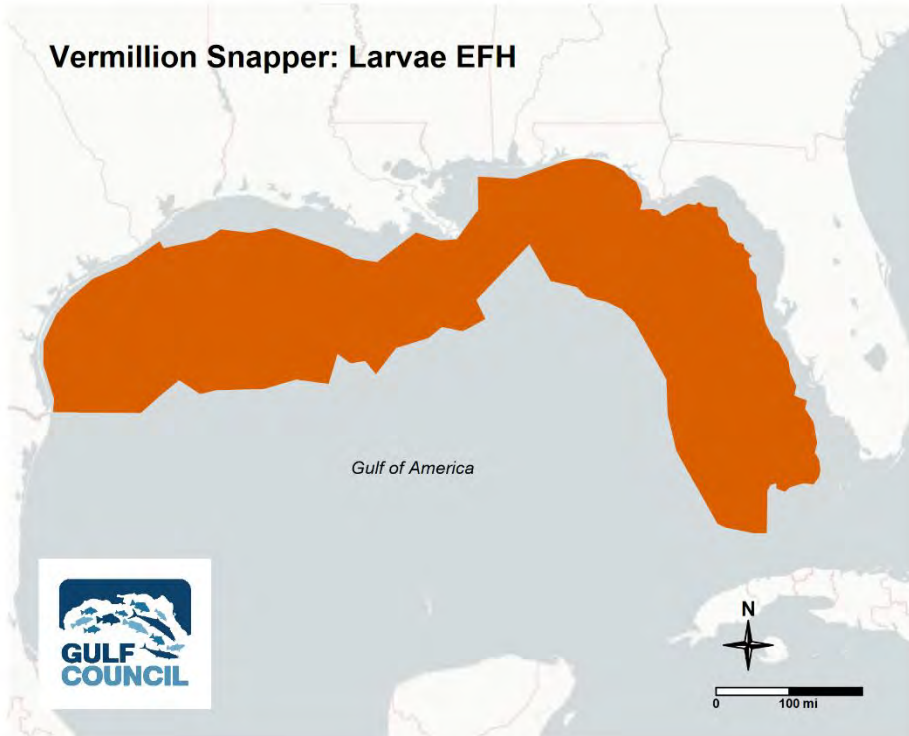 Vermillion Snapper: Larvae EFH
Gulf of America
GULF
COUNCIL
N
0 100 mi